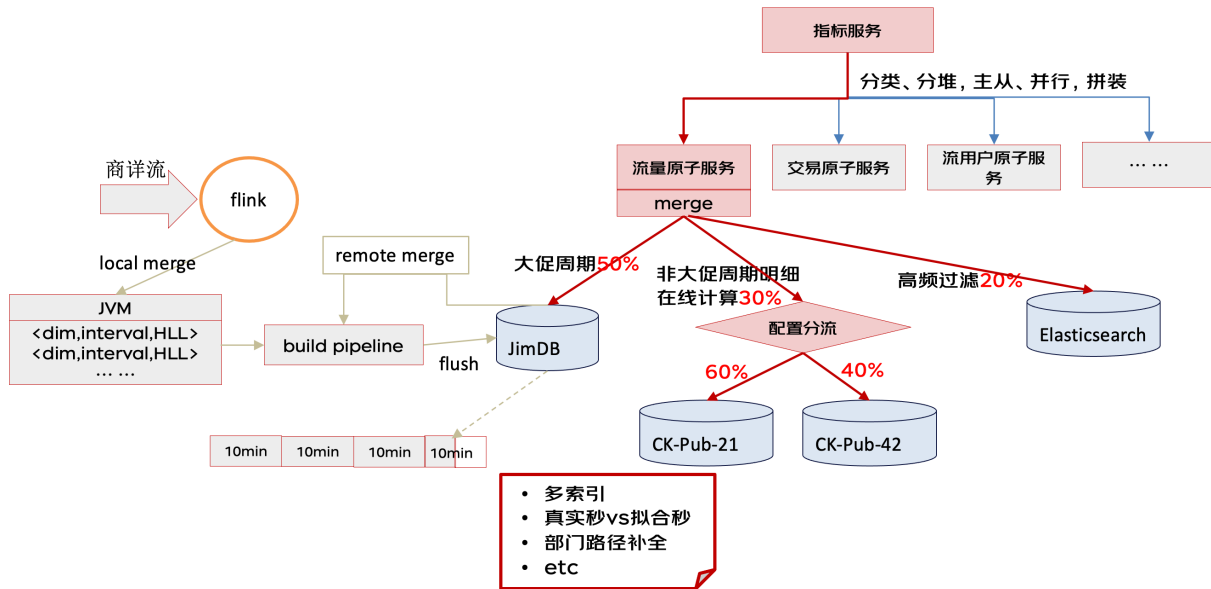 指标服务
分类、分堆,主从、并行,拼装
流量原子服务
merge
交易原子服务
流用户原子服
务
... ...
商详流
flink
local merge
JVM
<dim,interval,HLL>
<dim,interval,HLL>
... ...
remote merge
build pipeline
flush
JimDB
大促周期50%
非大促周期明细
在线计算30%
高频过滤20%
配置分流
Elasticsearch
60%
40%
CK-Pub-21
CK-Pub-42
10min
10min
10min
10min
• 多索引
• 真实秒vs拟合秒
• 部门路径补全
• etc